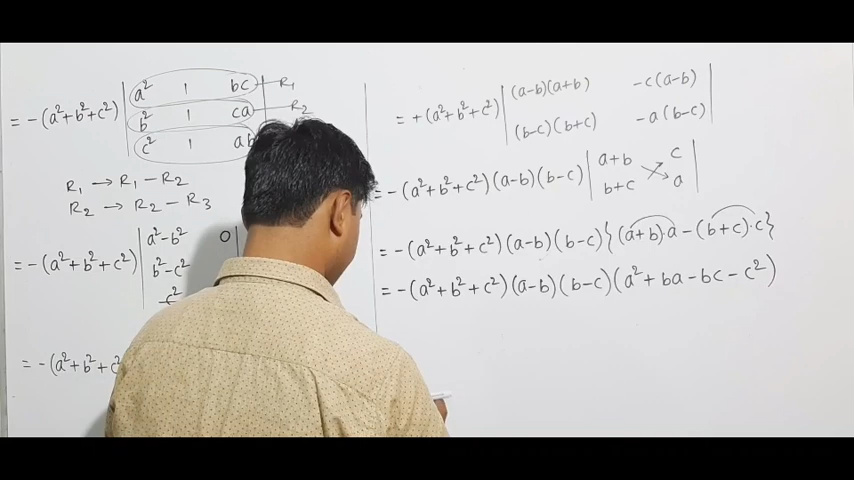 a² 1 bc — R₁
= -(a²+b²+c²) | b² 1 ca — R₂
c² 1 ab
R₁ → R₁ - R₂
R₂ → R₂ - R₃
a²-b² 0
= -(a²+b²+c²) | b²-c²
c²
= -(a²+b²+c²
= +(a²+b²+c²) | (a-b)(a+b) -c(a-b) |
(b-c)(b+c) -a(b-c)
= -(a²+b²+c²)(a-b)(b-c) | a+b c |
b+c a
= -(a²+b²+c²)(a-b)(b-c){(a+b)·a-(b+c)·c}
= -(a²+b²+c²)(a-b)(b-c)(a²+ba-bc-c²)